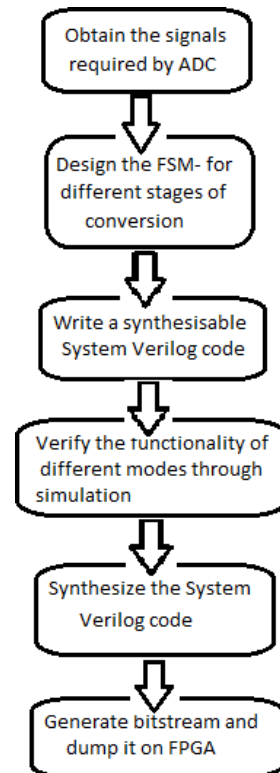 Obtain the signals
required by ADC
Design the FSM- for
different stages of
conversion
Write a synthesisable
System Verilog code
Verify the functionality of
different modes through
simulation
Synthesize the System
Verilog code
Generate bitstream and
dump it on FPGA